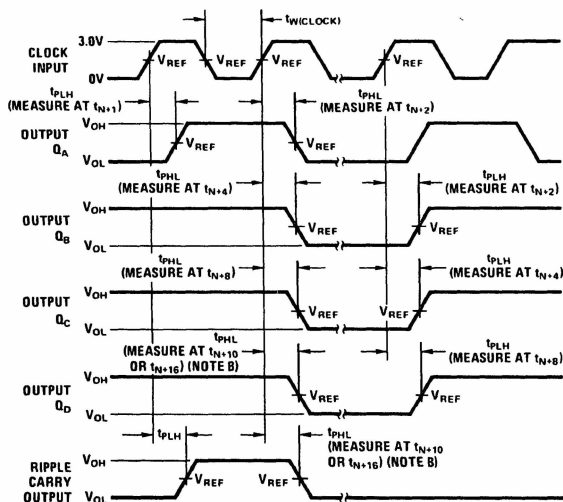 tW(CLOCK)
3.0V
CLOCK
INPUT
0V
VREF
VREF
VREF
VREF
tPLH
(MEASURE AT tN+1)
tPHL
(MEASURE AT tN+2)
OUTPUT
QA
VOH
VOL
VREF
VREF
tPHL
(MEASURE AT tN+4)
tPLH
(MEASURE AT tN+2)
OUTPUT
QB
VOH
VOL
VREF
VREF
tPHL
(MEASURE AT tN+8)
tPLH
(MEASURE AT tN+4)
OUTPUT
QC
VOH
VOL
VREF
VREF
tPHL
(MEASURE AT tN+10
OR tN+16) (NOTE B)
tPLH
(MEASURE AT tN+8)
OUTPUT
QD
VOH
VOL
VREF
VREF
tPLH
tPHL
(MEASURE AT tN+10
OR tN+16) (NOTE B)
RIPPLE
CARRY
OUTPUT
VOH
VOL
VREF
VREF